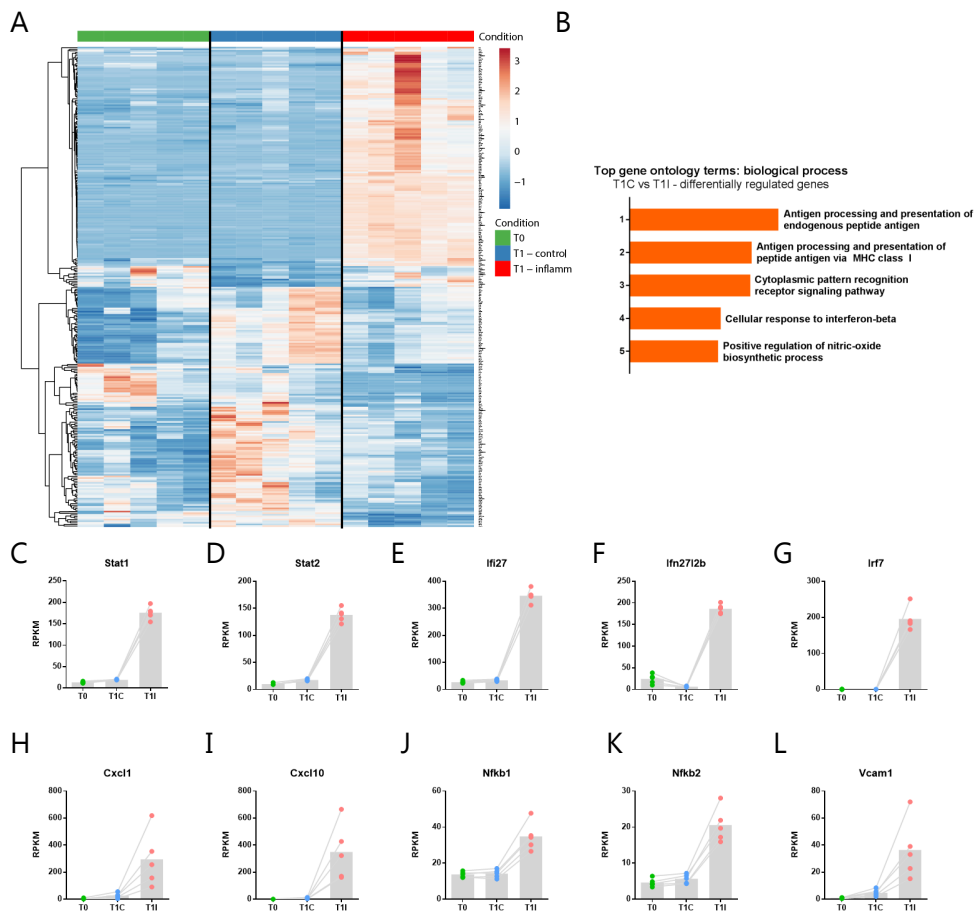 A
B
Condition
3
2
1
0
−1
Condition
T0
T1 – control
T1 – inflamm
Top gene ontology terms: biological process
T1C vs T1I - differentially regulated genes
1
Antigen processing and presentation of
endogenous peptide antigen
2
Antigen processing and presentation of
peptide antigen via MHC class I
3
Cytoplasmic pattern recognition
receptor signaling pathway
4
Cellular response to interferon-beta
5
Positive regulation of nitric-oxide
biosynthetic process
C
Stat1
RPKM
250
200
150
100
50
0
T0 T1C T1I
D
Stat2
RPKM
200
150
100
50
0
T0 T1C T1I
E
Ifi27
RPKM
400
300
200
100
0
T0 T1C T1I
F
Ifn27l2b
RPKM
250
200
150
100
50
0
T0 T1C T1I
G
Irf7
RPKM
300
200
100
0
T0 T1C T1I
H
Cxcl1
RPKM
800
600
400
200
0
T0 T1C T1I
I
Cxcl10
RPKM
800
600
400
200
0
T0 T1C T1I
J
Nfkb1
RPKM
60
40
20
0
T0 T1C T1I
K
Nfkb2
RPKM
30
20
10
0
T0 T1C T1I
L
Vcam1
RPKM
80
60
40
20
0
T0 T1C T1I